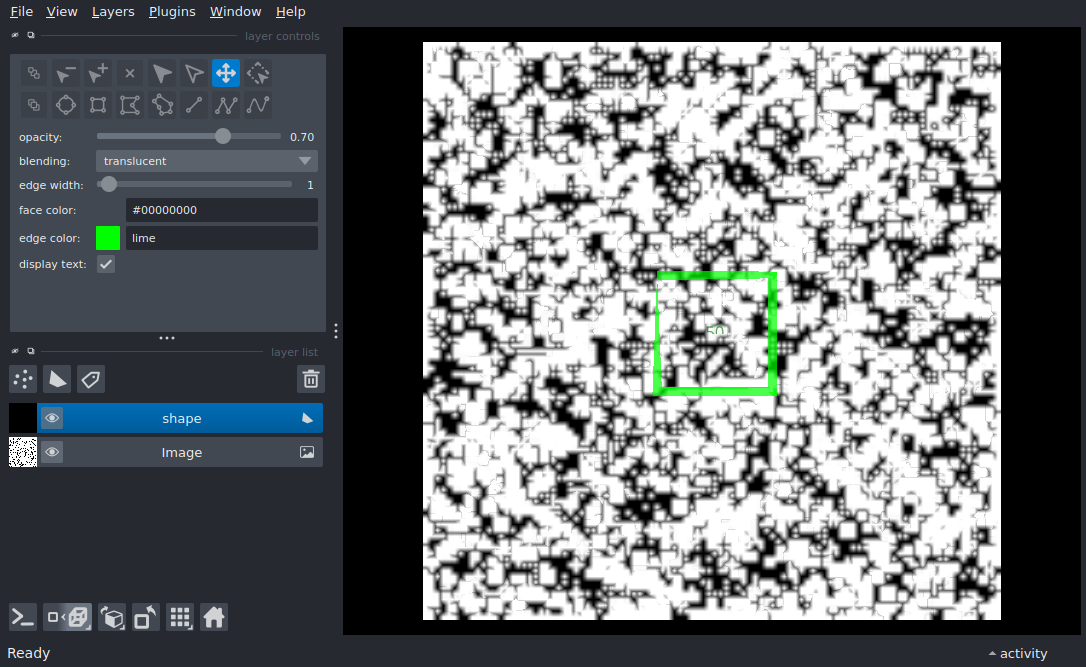 File View Layers Plugins Window Help
layer controls
opacity: 0.70
blending: translucent
edge width: 1
face color: #00000000
edge color: lime
display text:
layer list
shape
Image
50
Ready activity